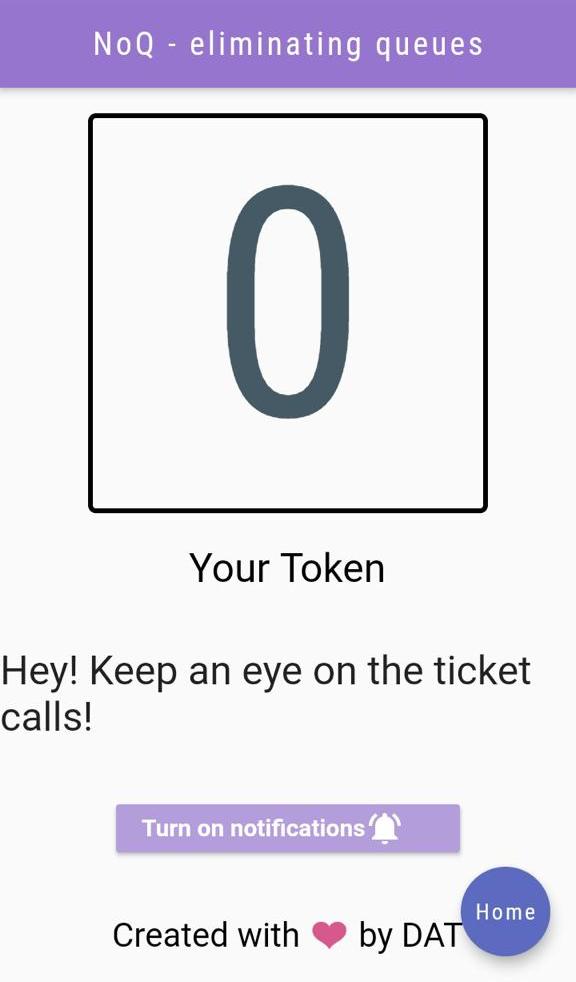 NoQ - eliminating queues
0
Your Token
Hey! Keep an eye on the ticket
calls!
Turn on notifications
Home
Created with ❤ by DAT